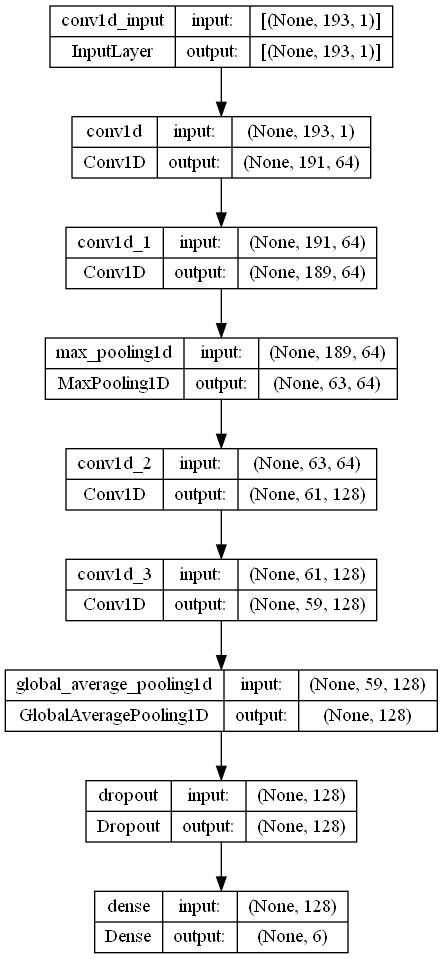 conv1d_input input: [(None, 193, 1)]
InputLayer output: [(None, 193, 1)]
conv1d input: (None, 193, 1)
Conv1D output: (None, 191, 64)
conv1d_1 input: (None, 191, 64)
Conv1D output: (None, 189, 64)
max_pooling1d input: (None, 189, 64)
MaxPooling1D output: (None, 63, 64)
conv1d_2 input: (None, 63, 64)
Conv1D output: (None, 61, 128)
conv1d_3 input: (None, 61, 128)
Conv1D output: (None, 59, 128)
global_average_pooling1d input: (None, 59, 128)
GlobalAveragePooling1D output: (None, 128)
dropout input: (None, 128)
Dropout output: (None, 128)
dense input: (None, 128)
Dense output: (None, 6)